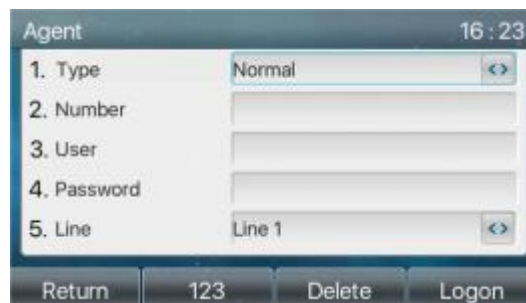 Agent 16 : 23
1. Type Normal <>
2. Number
3. User
4. Password
5. Line Line 1 <>
Return 123 Delete Logon